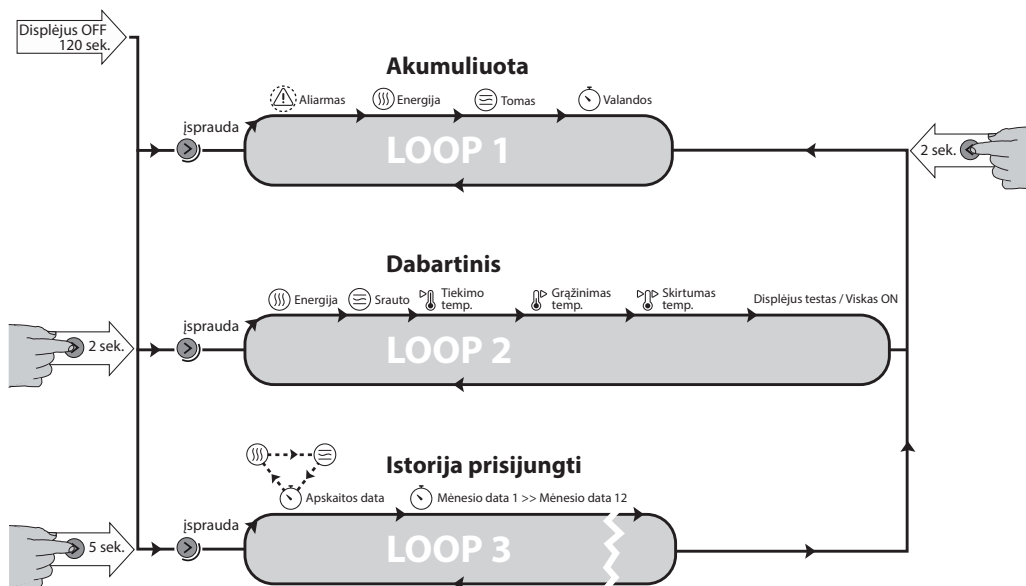 Displėjus OFF
120 sek.
Akumuliuota
Aliarmas
Energija
Tomas
Valandos
įsprauda
LOOP 1
2 sek.
Dabartinis
Energija
Srauto
Tiekimo
temp.
Grąžinimas
temp.
Skirtumas
temp.
Displėjus testas / Viskas ON
įsprauda
2 sek.
LOOP 2
Istorija prisijungti
Apskaitos data
Mėnesio data 1 >> Mėnesio data 12
įsprauda
5 sek.
LOOP 3